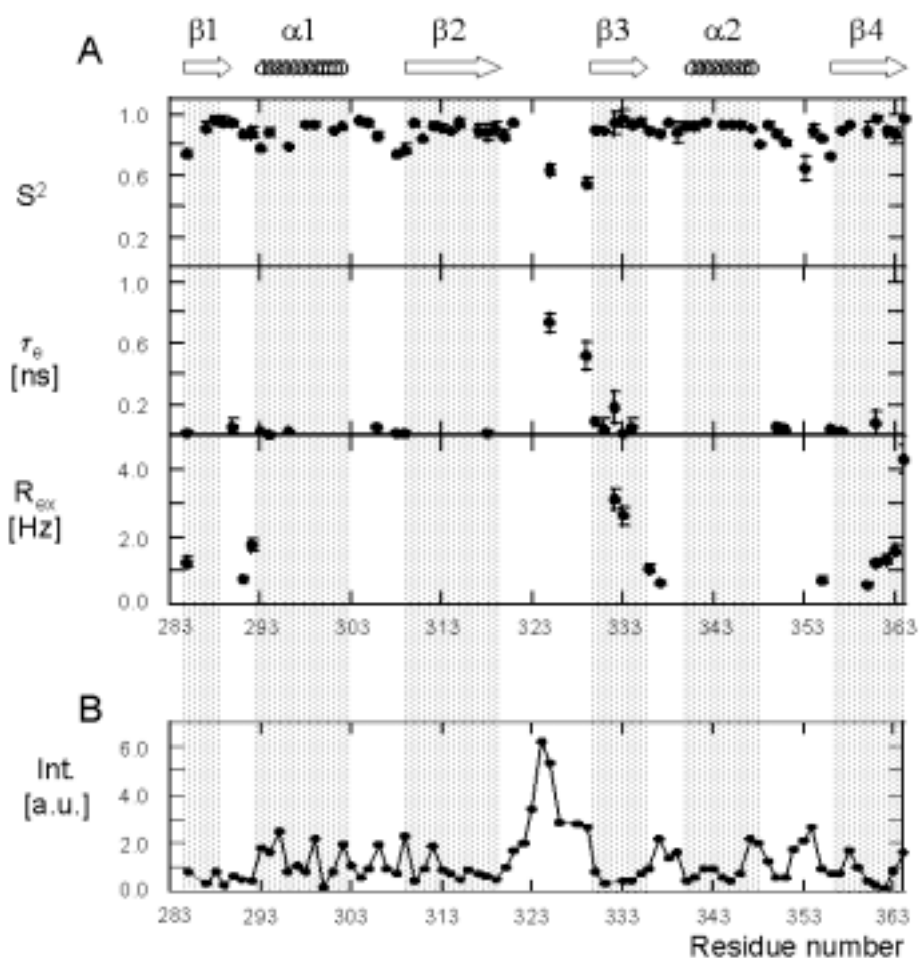 β1 α1 β2 β3 α2 β4
A
1.0
0.6
0.2
S²
1.0
0.6
0.2
τe
[ns]
4.0
2.0
0.0
Rex
[Hz]
283 293 303 313 323 333 343 353 363
B
6.0
4.0
2.0
0.0
Int.
[a.u.]
283 293 303 313 323 333 343 353 363
Residue number